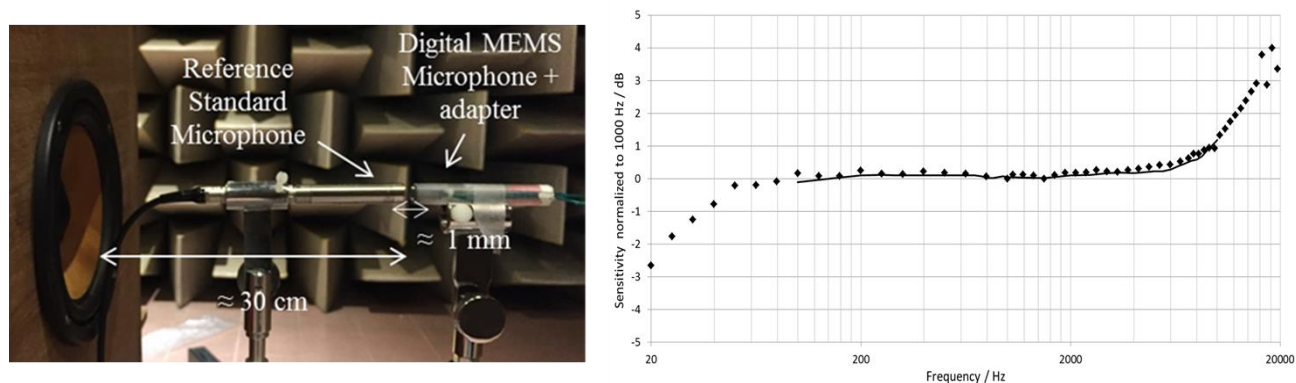 Reference
Standard
Microphone
Digital MEMS
Microphone +
adapter
≈ 1 mm
≈ 30 cm
Sensitivity normalized to 1000 Hz / dB
5
4
3
2
1
0
-1
-2
-3
-4
-5
20
200
2000
20000
Frequency / Hz